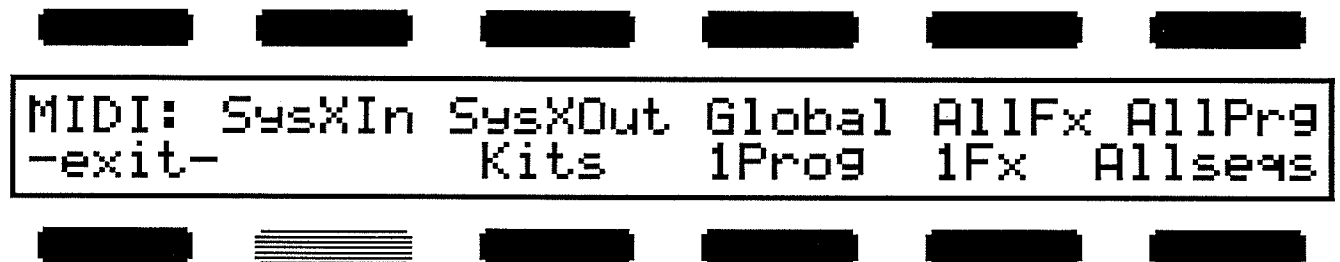 MIDI: SysXIn SysXOut Global AllFx AllPrg
-exit- Kits 1Prog 1Fx Allseqs